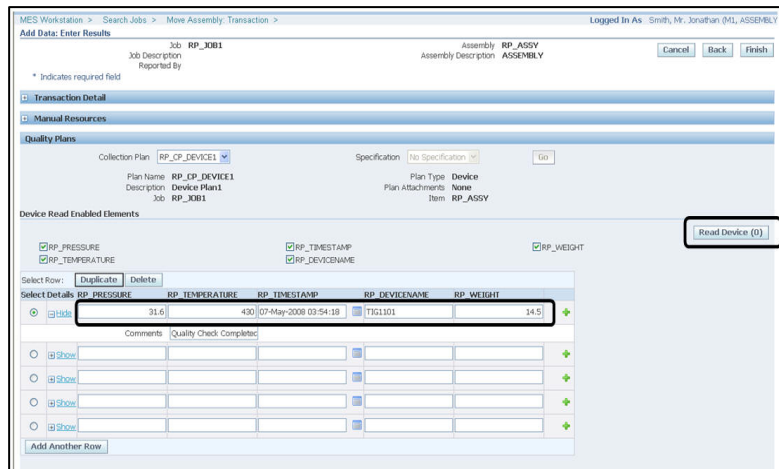 MES Workstation > Search Jobs > Move Assembly: Transaction > Logged In As Smith, Mr. Jonathan (M1, ASSEMBLY
Add Data: Enter Results
Job RP_JOB1 Assembly RP_ASSY Cancel Back Finish
Job Description Assembly Description ASSEMBLY
Reported By
* Indicates required field
Transaction Detail
Manual Resources
Quality Plans
Collection Plan RP_CP_DEVICE1 Specification No Specification Go
Plan Name RP_CP_DEVICE1 Plan Type Device
Description Device Plan1 Plan Attachments None
Job RP_JOB1 Item RP_ASSY
Device Read Enabled Elements
Read Device (0)
RP_PRESSURE RP_TIMESTAMP RP_WEIGHT
RP_TEMPERATURE RP_DEVICENAME
Select Row: Duplicate Delete
Select Details RP_PRESSURE RP_TEMPERATURE RP_TIMESTAMP RP_DEVICENAME RP_WEIGHT
Hide 31.6 430 07-May-2008 03:54:18 TIG1101 14.5
Comments Quality Check Completed
Show
Show
Show
Show
Add Another Row